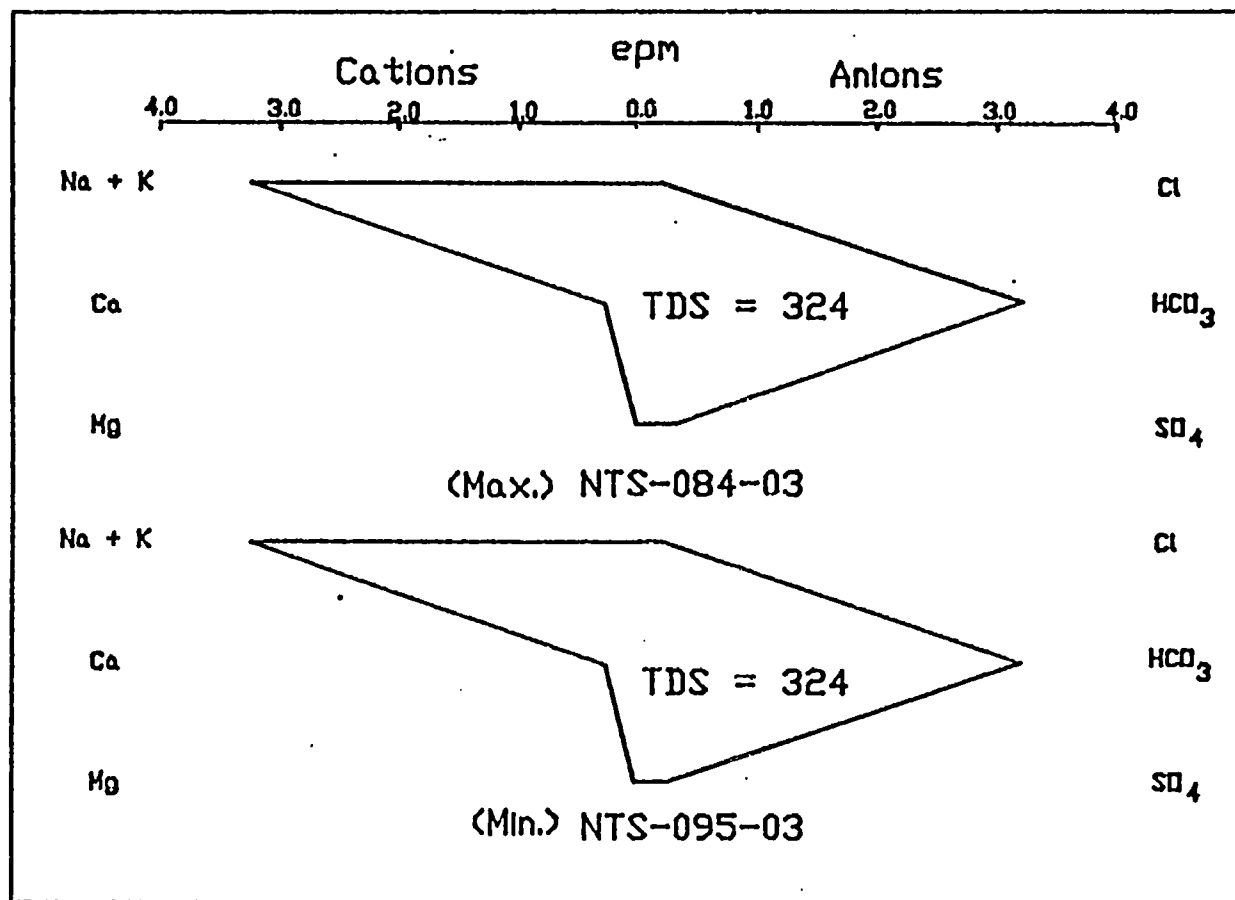 epm
Cations Anions
4.0 3.0 2.0 1.0 0.0 1.0 2.0 3.0 4.0
Na + K Cl
Ca TDS = 324 HCO3
Mg SO4
(Max.) NTS-084-03
Na + K Cl
Ca TDS = 324 HCO3
Mg SO4
(Min.) NTS-095-03